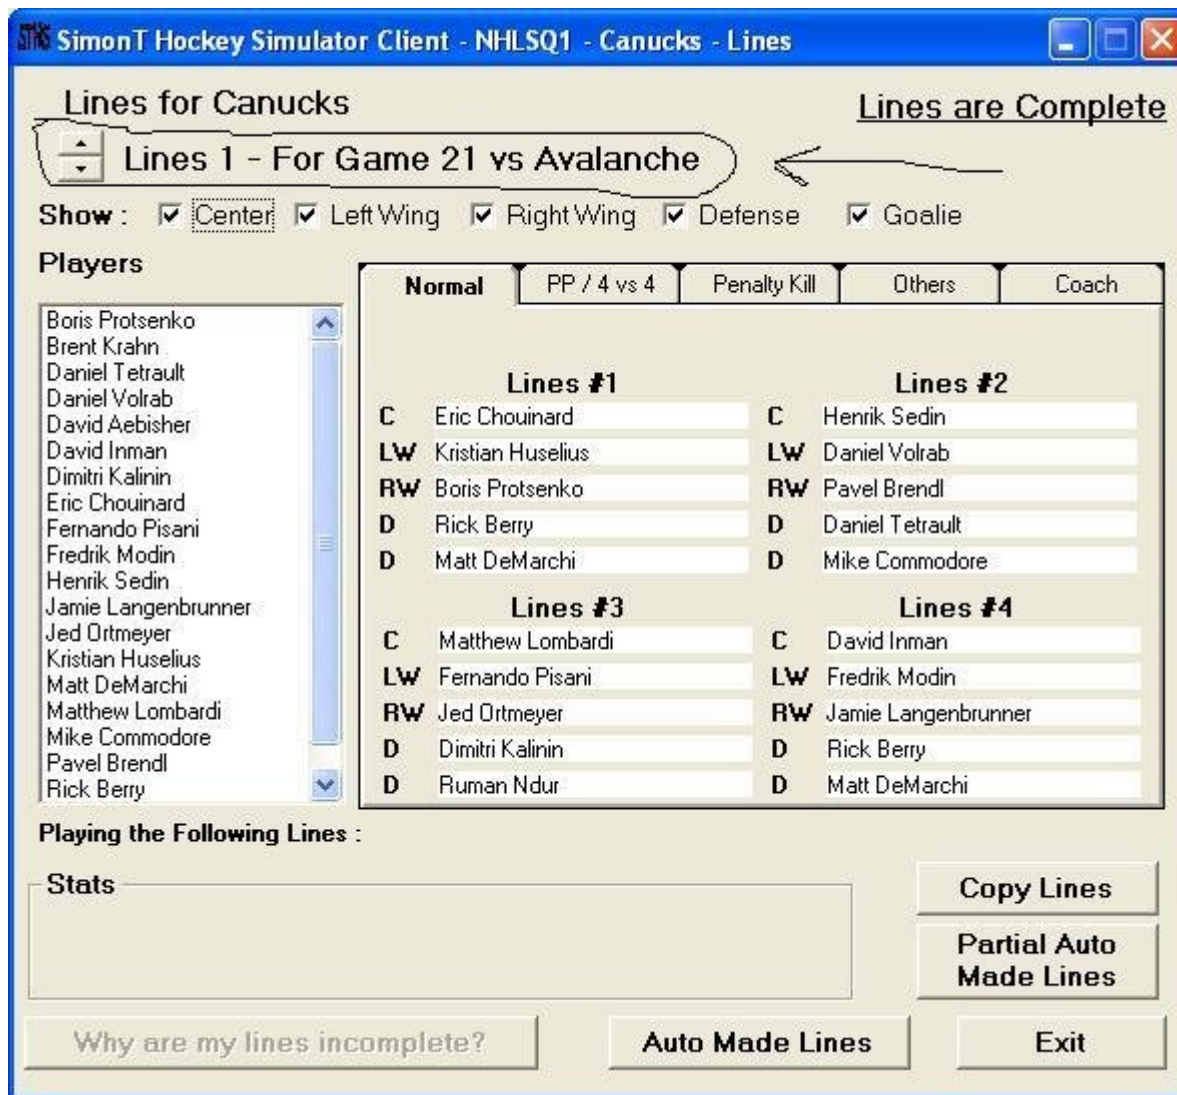 STHS SimonT Hockey Simulator Client - NHLSQ1 - Canucks - Lines
Lines for Canucks
Lines are Complete
Lines 1 - For Game 21 vs Avalanche
Show : Center Left Wing Right Wing Defense Goalie
Players
Normal PP / 4 vs 4 Penalty Kill Others Coach
Boris Protsenko
Brent Krahn
Daniel Tetrault
Daniel Volrab
David Aebisher
David Inman
Dimitri Kalinin
Eric Chouinard
Fernando Pisani
Fredrik Modin
Henrik Sedin
Jamie Langenbrunner
Jed Ortmeyer
Kristian Huselius
Matt DeMarchi
Matthew Lombardi
Mike Commodore
Pavel Brendl
Rick Berry
Lines #1
C Eric Chouinard
LW Kristian Huselius
RW Boris Protsenko
D Rick Berry
D Matt DeMarchi
Lines #2
C Henrik Sedin
LW Daniel Volrab
RW Pavel Brendl
D Daniel Tetrault
D Mike Commodore
Lines #3
C Matthew Lombardi
LW Fernando Pisani
RW Jed Ortmeyer
D Dimitri Kalinin
D Ruman Ndur
Lines #4
C David Inman
LW Fredrik Modin
RW Jamie Langenbrunner
D Rick Berry
D Matt DeMarchi
Playing the Following Lines :
Stats
Copy Lines
Partial Auto
Made Lines
Why are my lines incomplete?
Auto Made Lines
Exit